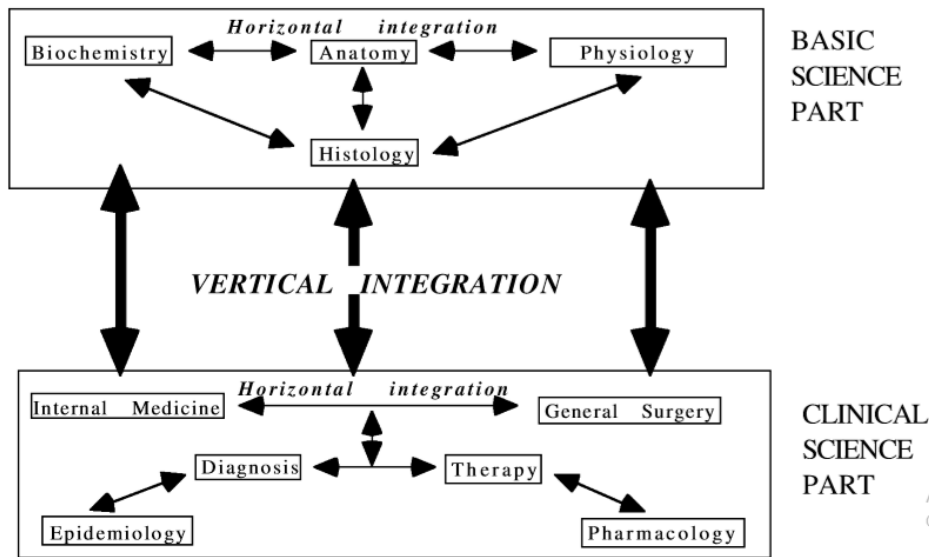 Horizontal integration
Biochemistry
Anatomy
Physiology
Histology
BASIC
SCIENCE
PART
VERTICAL INTEGRATION
Horizontal integration
Internal Medicine
General Surgery
Diagnosis
Therapy
Epidemiology
Pharmacology
CLINICAL
SCIENCE
PART